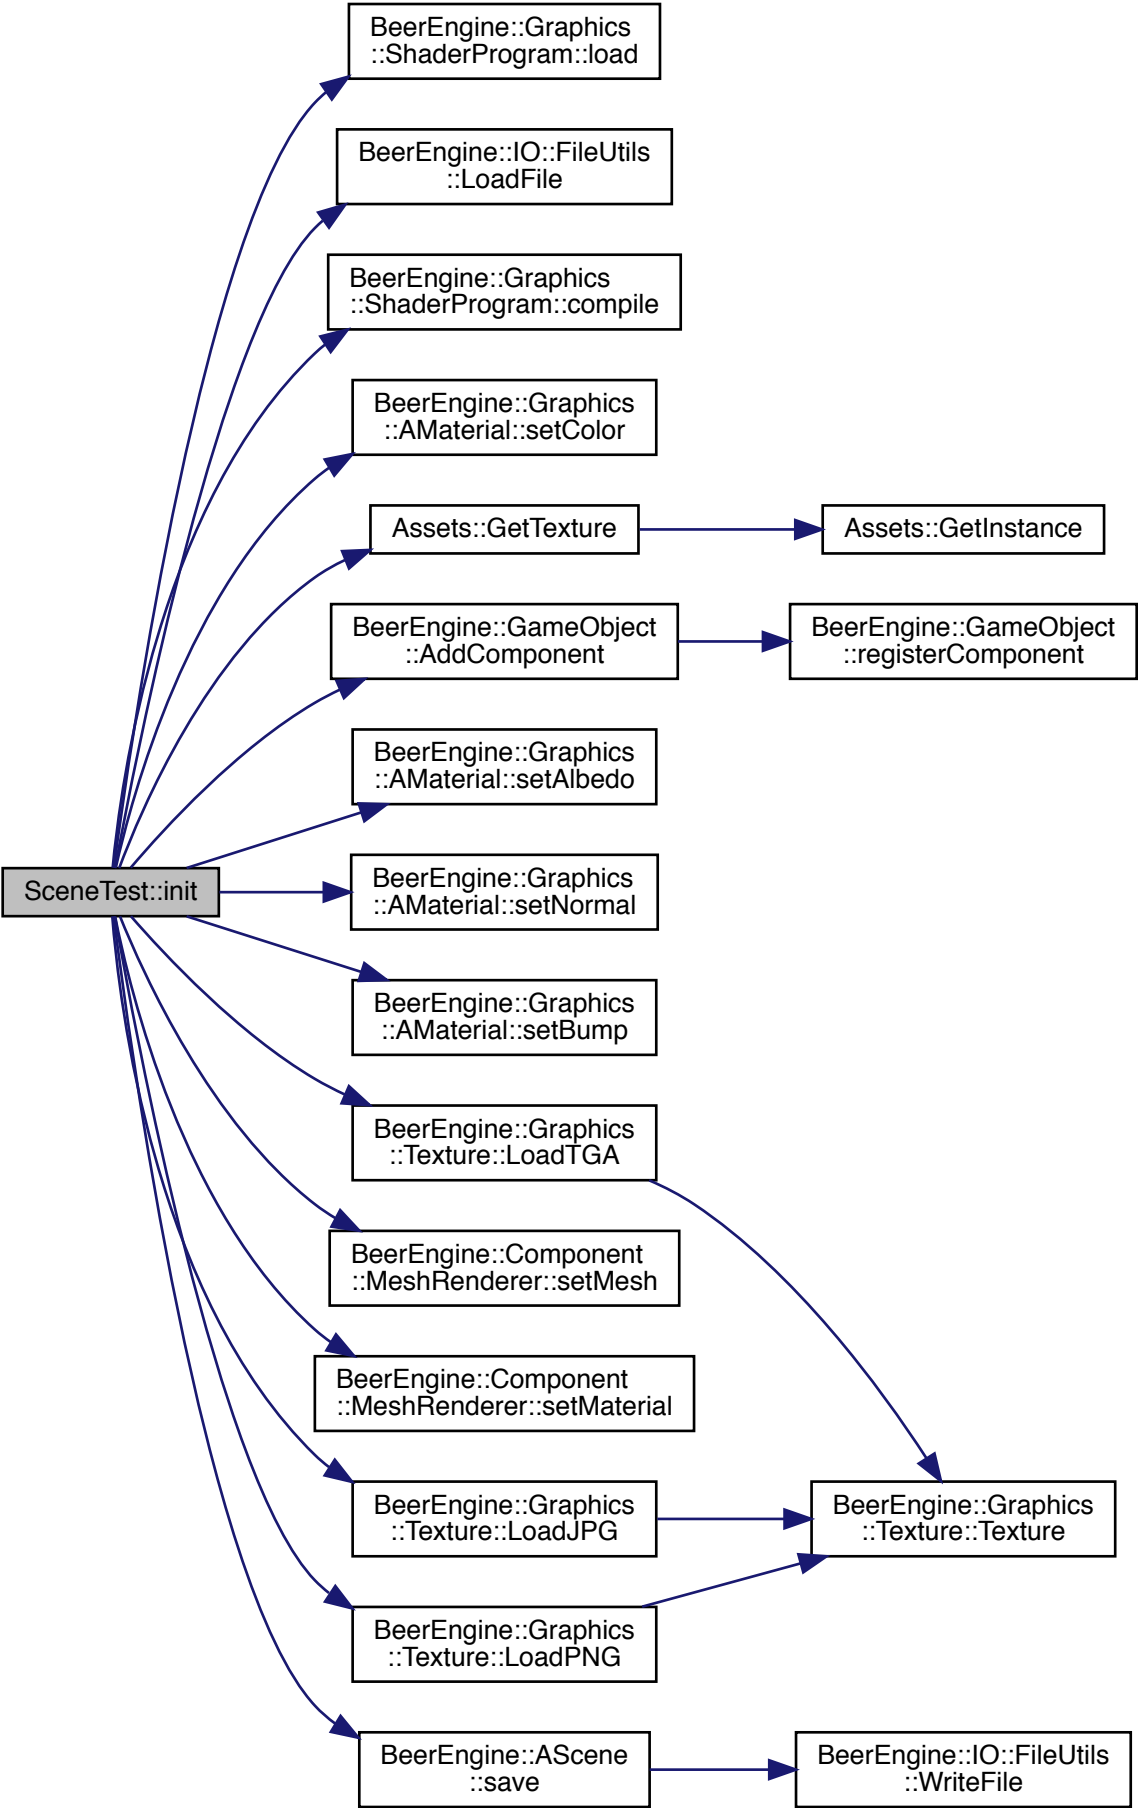 BeerEngine::Graphics
::ShaderProgram::load
BeerEngine::IO::FileUtils
::LoadFile
BeerEngine::Graphics
::ShaderProgram::compile
BeerEngine::Graphics
::AMaterial::setColor
Assets::GetTexture
Assets::GetInstance
BeerEngine::GameObject
::AddComponent
BeerEngine::GameObject
::registerComponent
BeerEngine::Graphics
::AMaterial::setAlbedo
SceneTest::init
BeerEngine::Graphics
::AMaterial::setNormal
BeerEngine::Graphics
::AMaterial::setBump
BeerEngine::Graphics
::Texture::LoadTGA
BeerEngine::Component
::MeshRenderer::setMesh
BeerEngine::Component
::MeshRenderer::setMaterial
BeerEngine::Graphics
::Texture::LoadJPG
BeerEngine::Graphics
::Texture::Texture
BeerEngine::Graphics
::Texture::LoadPNG
BeerEngine::AScene
::save
BeerEngine::IO::FileUtils
::WriteFile